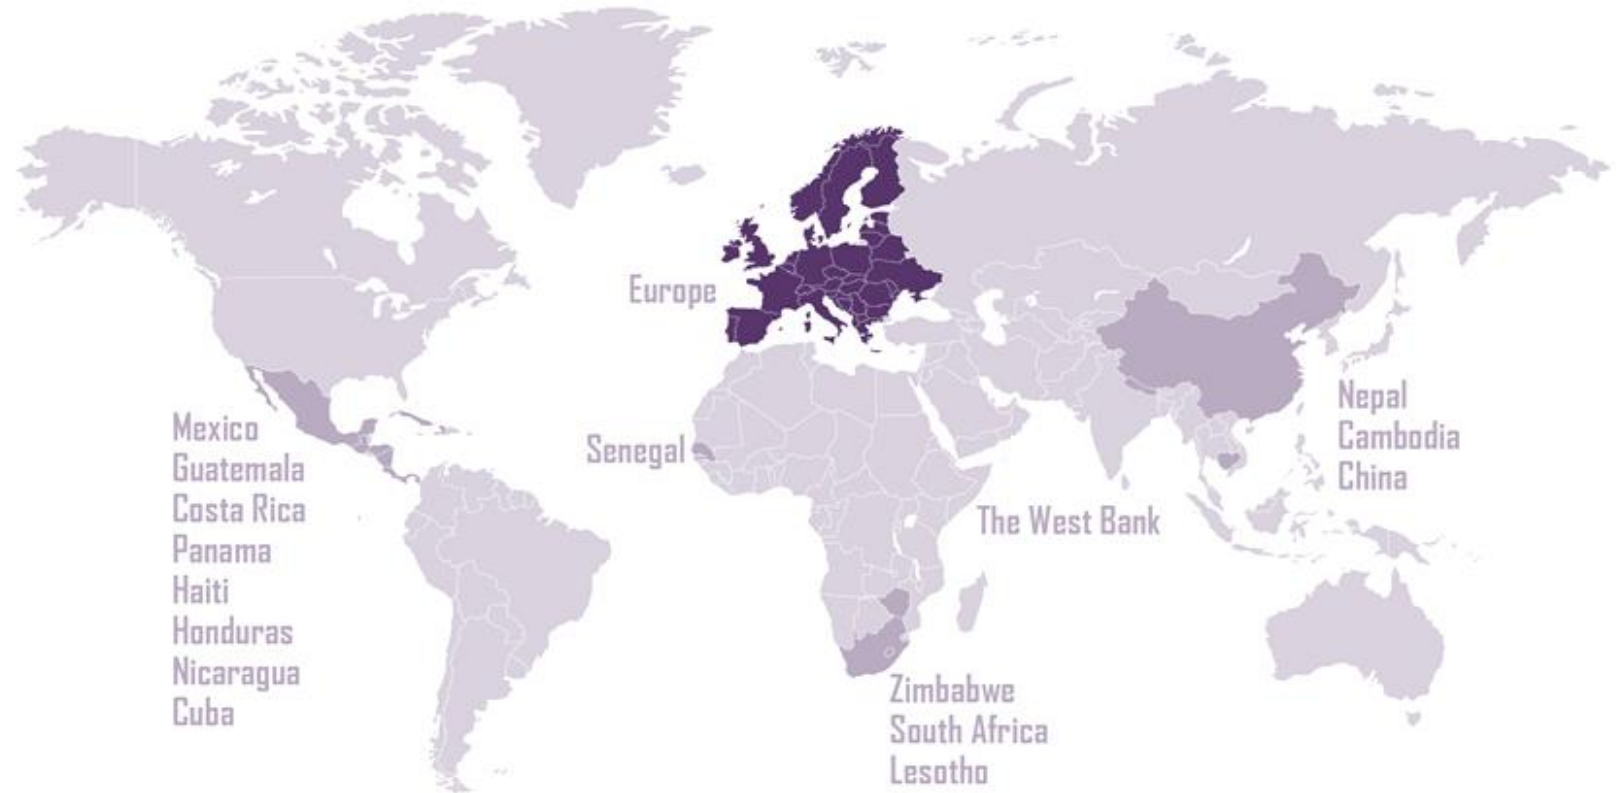 Europe
Mexico
Guatemala
Costa Rica
Panama
Haiti
Honduras
Nicaragua
Cuba
Senegal
The West Bank
Nepal
Cambodia
China
Zimbabwe
South Africa
Lesotho